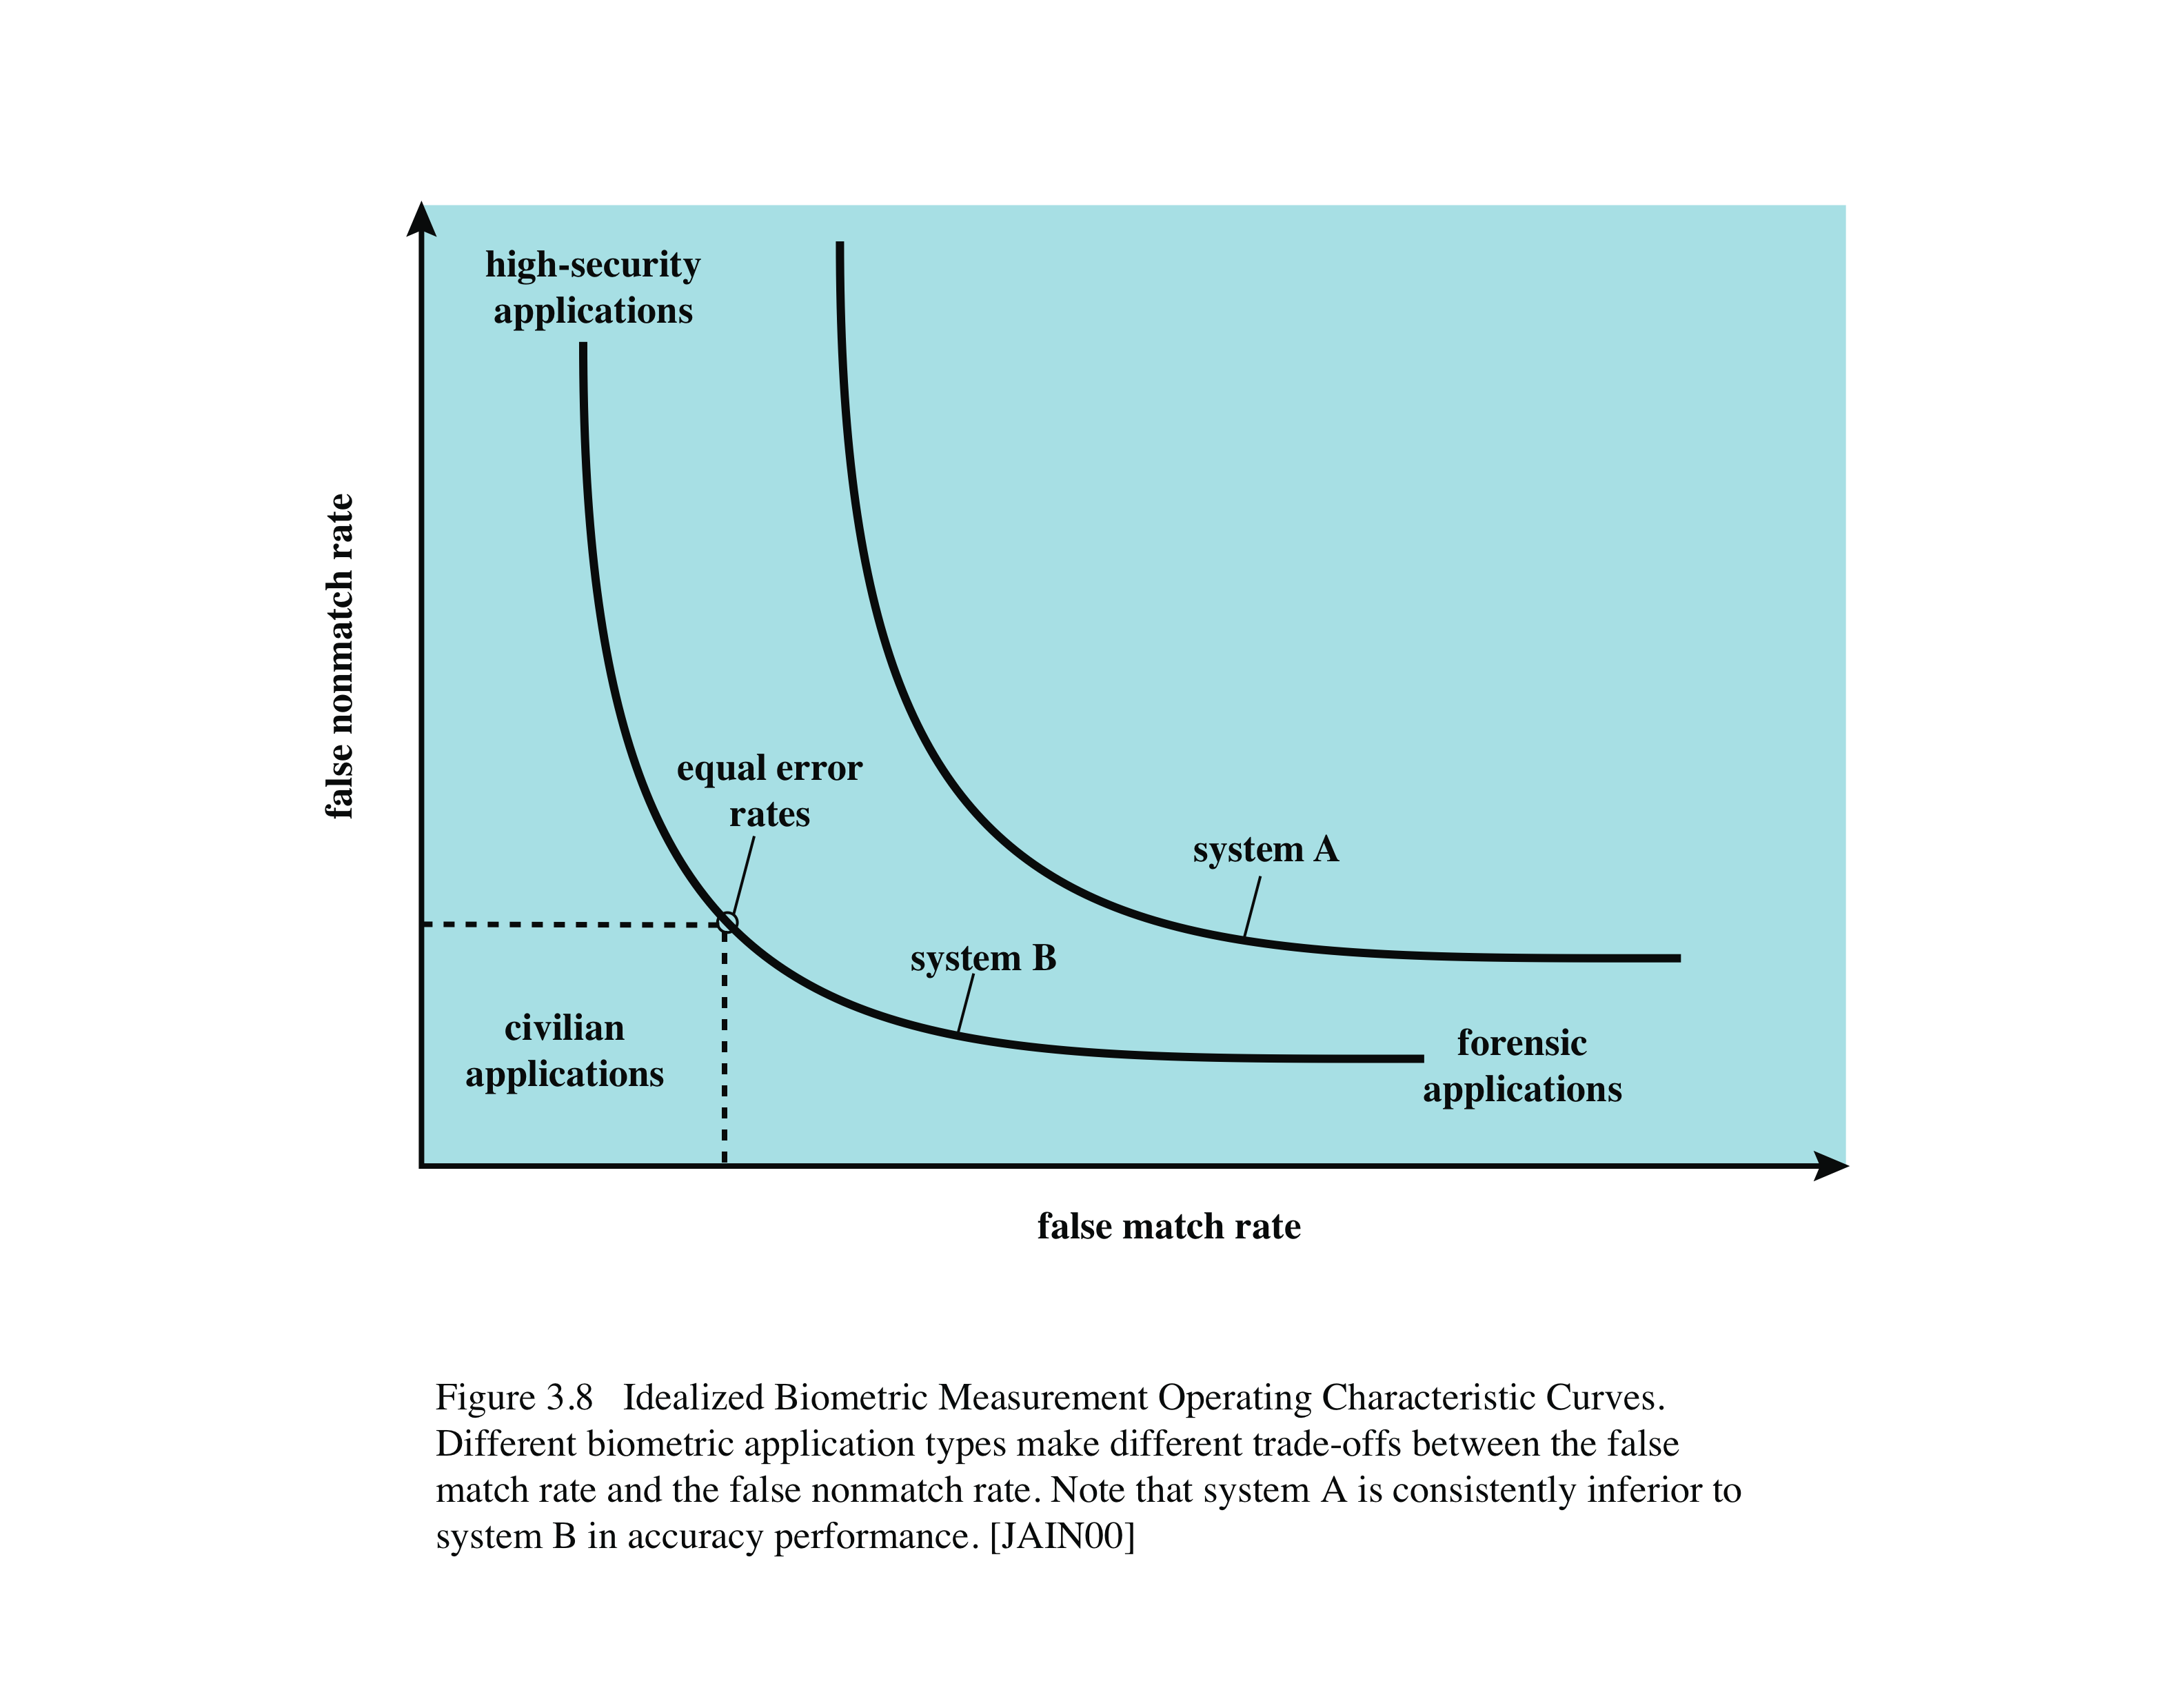 high-security
applications
false nonmatch rate
equal error
rates
system A
system B
civilian
applications
forensic
applications
false match rate
Figure 3.8   Idealized Biometric Measurement Operating Characteristic Curves.
Different biometric application types make different trade-offs between the false
match rate and the false nonmatch rate. Note that system A is consistently inferior to
system B in accuracy performance. [JAIN00]